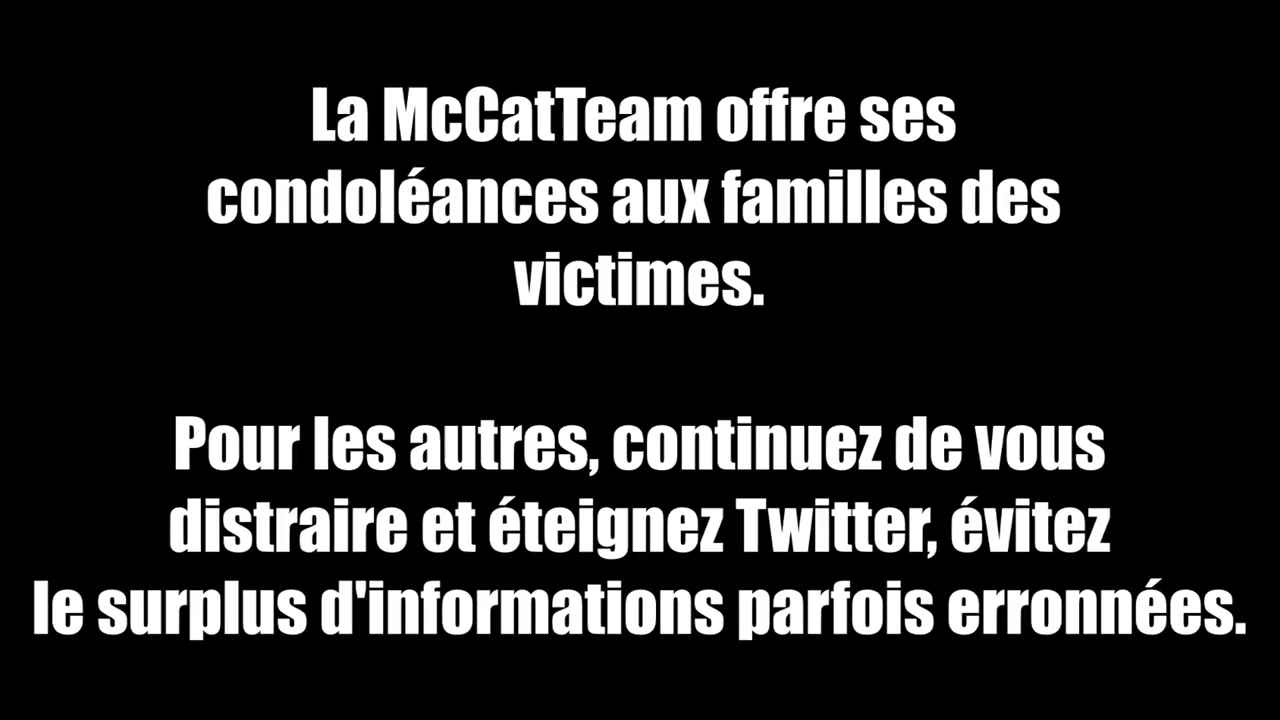 La McCatTeam offre ses
condoléances aux familles des
victimes.
Pour les autres, continuez de vous
distraire et éteignez Twitter, évitez
le surplus d'informations parfois erronnées.